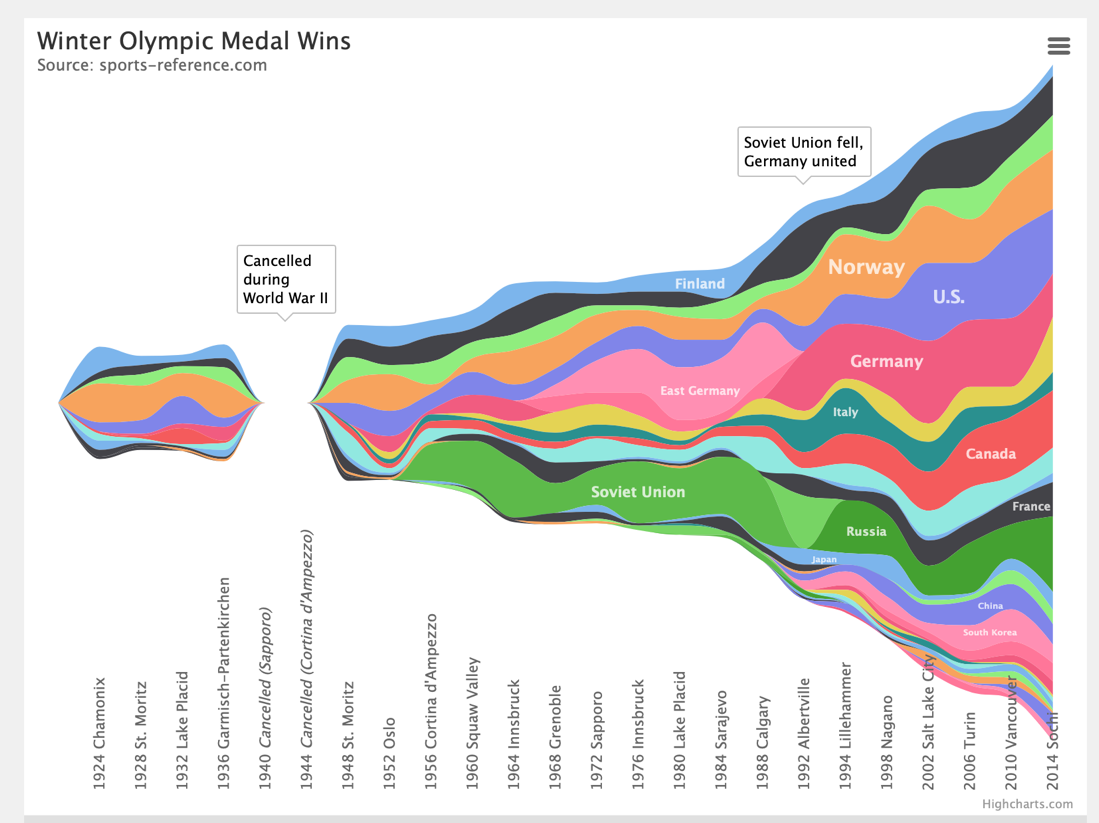 Winter Olympic Medal Wins
Source: sports-reference.com
Soviet Union fell,
Germany united
Cancelled
during
World War II
Finland
Norway
U.S.
Germany
East Germany
Italy
Canada
Soviet Union
France
Russia
Japan
China
South Korea
1924 Chamonix
1928 St. Moritz
1932 Lake Placid
1936 Garmisch-Partenkirchen
1940 Cancelled (Sapporo)
1944 Cancelled (Cortina d'Ampezzo)
1948 St. Moritz
1952 Oslo
1956 Cortina d'Ampezzo
1960 Squaw Valley
1964 Innsbruck
1968 Grenoble
1972 Sapporo
1976 Innsbruck
1980 Lake Placid
1984 Sarajevo
1988 Calgary
1992 Albertville
1994 Lillehammer
1998 Nagano
2002 Salt Lake City
2006 Turin
2010 Vancouver
2014 Sochi
Highcharts.com